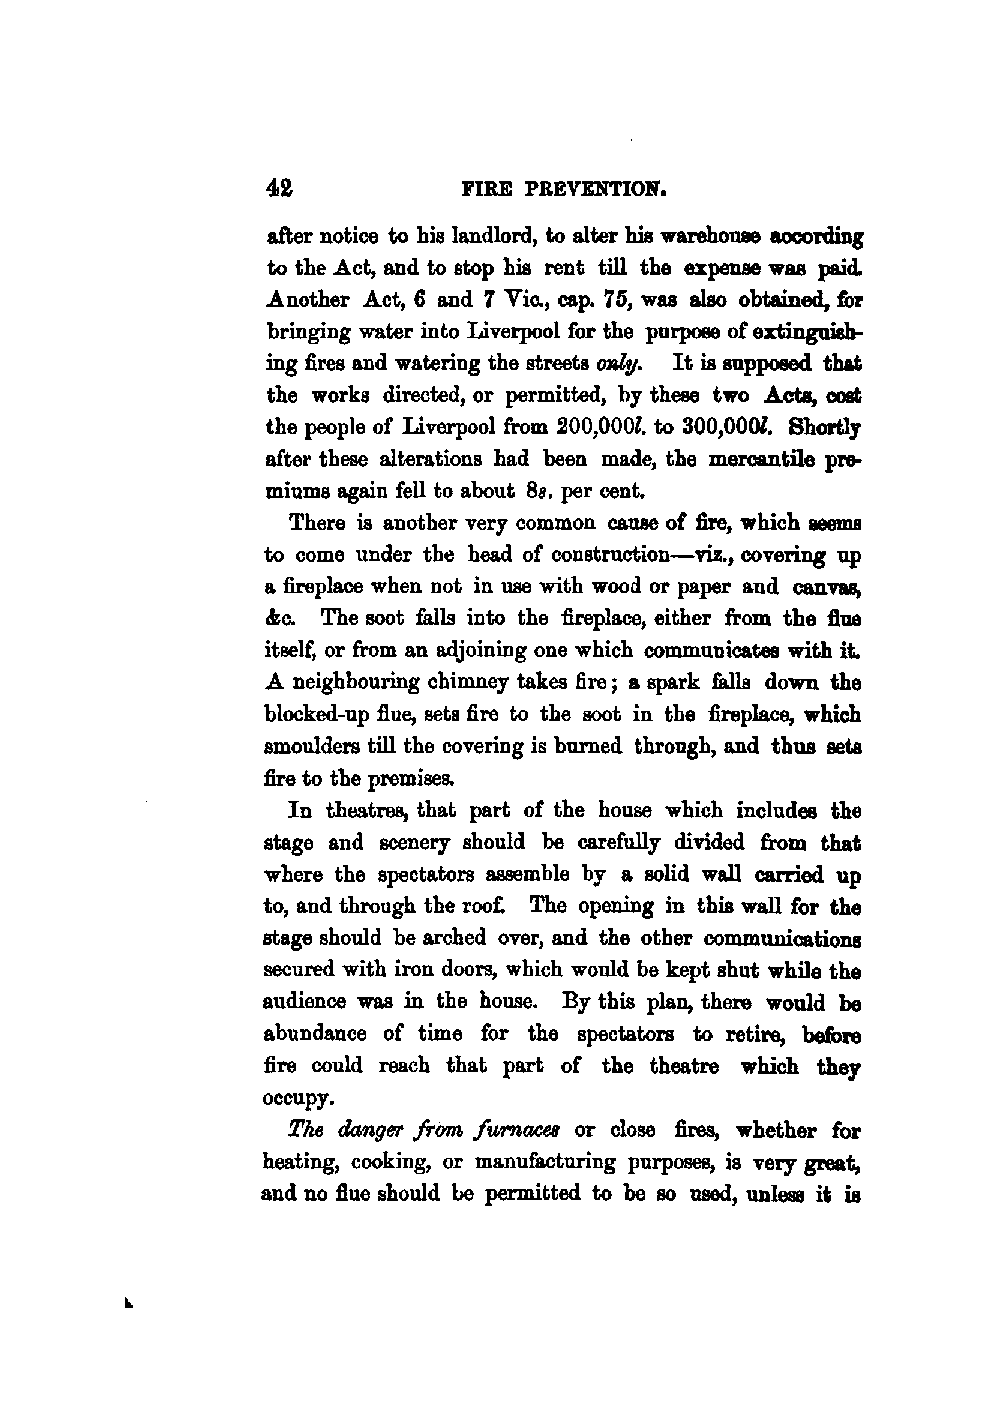 42 FIRE PREVENTION.
after notice to his landlord, to alter his warehouse according
to the Act, and to stop his rent till the expense was paid.
Another Act, 6 and 7 Vic., cap. 75, was also obtained, for
bringing water into Liverpool for the purpose of extinguish-
ing fires and watering the streets only. It is supposed that
the works directed, or permitted, by these two Acts, cost
the people of Liverpool from 200,000l. to 300,000l. Shortly
after these alterations had been made, the mercantile pre-
miums again fell to about 8s. per cent.
There is another very common cause of fire, which seems
to come under the head of construction—viz., covering up
a fireplace when not in use with wood or paper and canvas,
&c. The soot falls into the fireplace, either from the flue
itself, or from an adjoining one which communicates with it.
A neighbouring chimney takes fire; a spark falls down the
blocked-up flue, sets fire to the soot in the fireplace, which
smoulders till the covering is burned through, and thus sets
fire to the premises.
In theatres, that part of the house which includes the
stage and scenery should be carefully divided from that
where the spectators assemble by a solid wall carried up
to, and through the roof. The opening in this wall for the
stage should be arched over, and the other communications
secured with iron doors, which would be kept shut while the
audience was in the house. By this plan, there would be
abundance of time for the spectators to retire, before
fire could reach that part of the theatre which they
occupy.
The danger from furnaces or close fires, whether for
heating, cooking, or manufacturing purposes, is very great,
and no flue should be permitted to be so used, unless it is